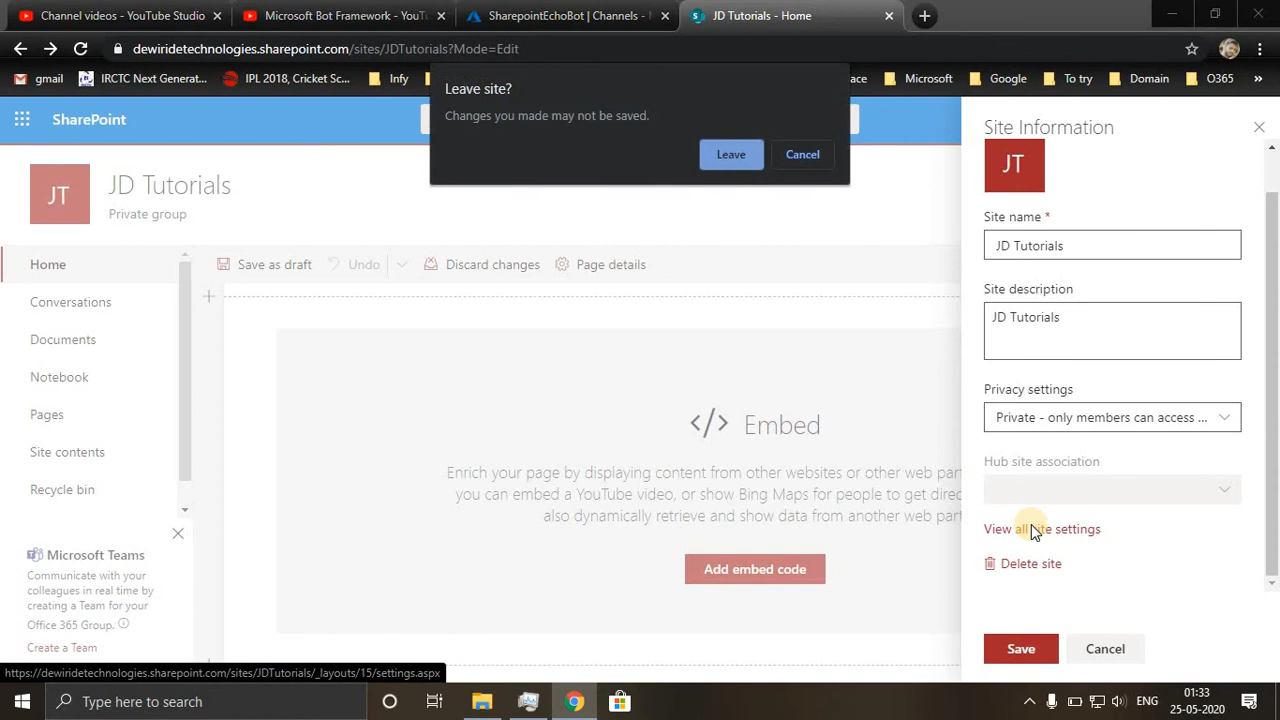 Channel videos - YouTube Studio
Microsoft Bot Framework - YouT
SharepointEchoBot | Channels - M
JD Tutorials - Home
dewiridetechnologies.sharepoint.com/sites/JDTutorials?Mode=Edit
gmail
IRCTC Next Generat...
IPL 2018, Cricket Sc...
Infy
ace
Microsoft
Google
To try
Domain
O365
»
Leave site?
Changes you made may not be saved.
Leave
Cancel
SharePoint
JT
JD Tutorials
Private group
Home
Conversations
Documents
Notebook
Pages
Site contents
Recycle bin
Microsoft Teams
Communicate with your
colleagues in real time by
creating a Team for your
Office 365 Group.
Create a Team
Save as draft
Undo
Discard changes
Page details
</> Embed
Enrich your page by displaying content from other websites or other web par
you can embed a YouTube video, or show Bing Maps for people to get direc
also dynamically retrieve and show data from another web part
Add embed code
Site Information
JT
Site name *
JD Tutorials
Site description
JD Tutorials
Privacy settings
Private - only members can access ...
Hub site association
View all site settings
Delete site
Save
Cancel
https://dewiridetechnologies.sharepoint.com/sites/JDTutorials/_layouts/15/settings.aspx
Type here to search
ENG
01:33
25-05-2020